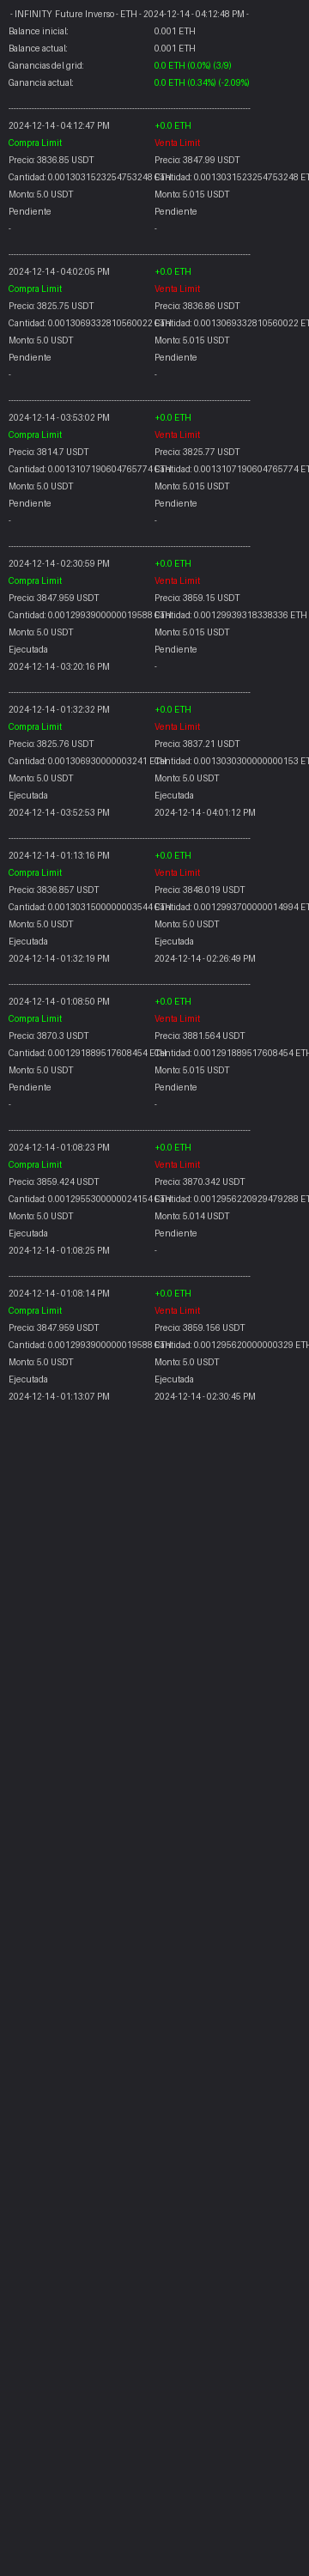 - INFINITY Future Inverso - ETH - 2024-12-14 - 04:12:48 PM -
Balance inicial: 0.001 ETH
Balance actual: 0.001 ETH
Ganancias del grid: 0.0 ETH (0.0%) (3/9)
Ganancia actual: 0.0 ETH (0.34%) (-2.09%)
2024-12-14 - 04:12:47 PM +0.0 ETH
Compra Limit Venta Limit
Precio: 3836.85 USDT Precio: 3847.99 USDT
Cantidad: 0.0013031523254753248 ETH Cantidad: 0.0013031523254753248 ET
Monto: 5.0 USDT Monto: 5.015 USDT
Pendiente Pendiente
- -
2024-12-14 - 04:02:05 PM +0.0 ETH
Compra Limit Venta Limit
Precio: 3825.75 USDT Precio: 3836.86 USDT
Cantidad: 0.0013069332810560022 ETH Cantidad: 0.0013069332810560022 ET
Monto: 5.0 USDT Monto: 5.015 USDT
Pendiente Pendiente
- -
2024-12-14 - 03:53:02 PM +0.0 ETH
Compra Limit Venta Limit
Precio: 3814.7 USDT Precio: 3825.77 USDT
Cantidad: 0.0013107190604765774 ETH Cantidad: 0.0013107190604765774 ET
Monto: 5.0 USDT Monto: 5.015 USDT
Pendiente Pendiente
- -
2024-12-14 - 02:30:59 PM +0.0 ETH
Compra Limit Venta Limit
Precio: 3847.959 USDT Precio: 3859.15 USDT
Cantidad: 0.0012993900000019588 ETH Cantidad: 0.00129939318338336 ETH
Monto: 5.0 USDT Monto: 5.015 USDT
Ejecutada Pendiente
2024-12-14 - 03:20:16 PM -
2024-12-14 - 01:32:32 PM +0.0 ETH
Compra Limit Venta Limit
Precio: 3825.76 USDT Precio: 3837.21 USDT
Cantidad: 0.001306930000003241 ETH Cantidad: 0.0013030300000000153 ET
Monto: 5.0 USDT Monto: 5.0 USDT
Ejecutada Ejecutada
2024-12-14 - 03:52:53 PM 2024-12-14 - 04:01:12 PM
2024-12-14 - 01:13:16 PM +0.0 ETH
Compra Limit Venta Limit
Precio: 3836.857 USDT Precio: 3848.019 USDT
Cantidad: 0.0013031500000003544 ETH Cantidad: 0.0012993700000014994 ET
Monto: 5.0 USDT Monto: 5.0 USDT
Ejecutada Ejecutada
2024-12-14 - 01:32:19 PM 2024-12-14 - 02:26:49 PM
2024-12-14 - 01:08:50 PM +0.0 ETH
Compra Limit Venta Limit
Precio: 3870.3 USDT Precio: 3881.564 USDT
Cantidad: 0.001291889517608454 ETH Cantidad: 0.001291889517608454 ETH
Monto: 5.0 USDT Monto: 5.015 USDT
Pendiente Pendiente
- -
2024-12-14 - 01:08:23 PM +0.0 ETH
Compra Limit Venta Limit
Precio: 3859.424 USDT Precio: 3870.342 USDT
Cantidad: 0.0012955300000024154 ETH Cantidad: 0.0012956220929479288 ET
Monto: 5.0 USDT Monto: 5.014 USDT
Ejecutada Pendiente
2024-12-14 - 01:08:25 PM -
2024-12-14 - 01:08:14 PM +0.0 ETH
Compra Limit Venta Limit
Precio: 3847.959 USDT Precio: 3859.156 USDT
Cantidad: 0.0012993900000019588 ETH Cantidad: 0.001295620000000329 ETH
Monto: 5.0 USDT Monto: 5.0 USDT
Ejecutada Ejecutada
2024-12-14 - 01:13:07 PM 2024-12-14 - 02:30:45 PM